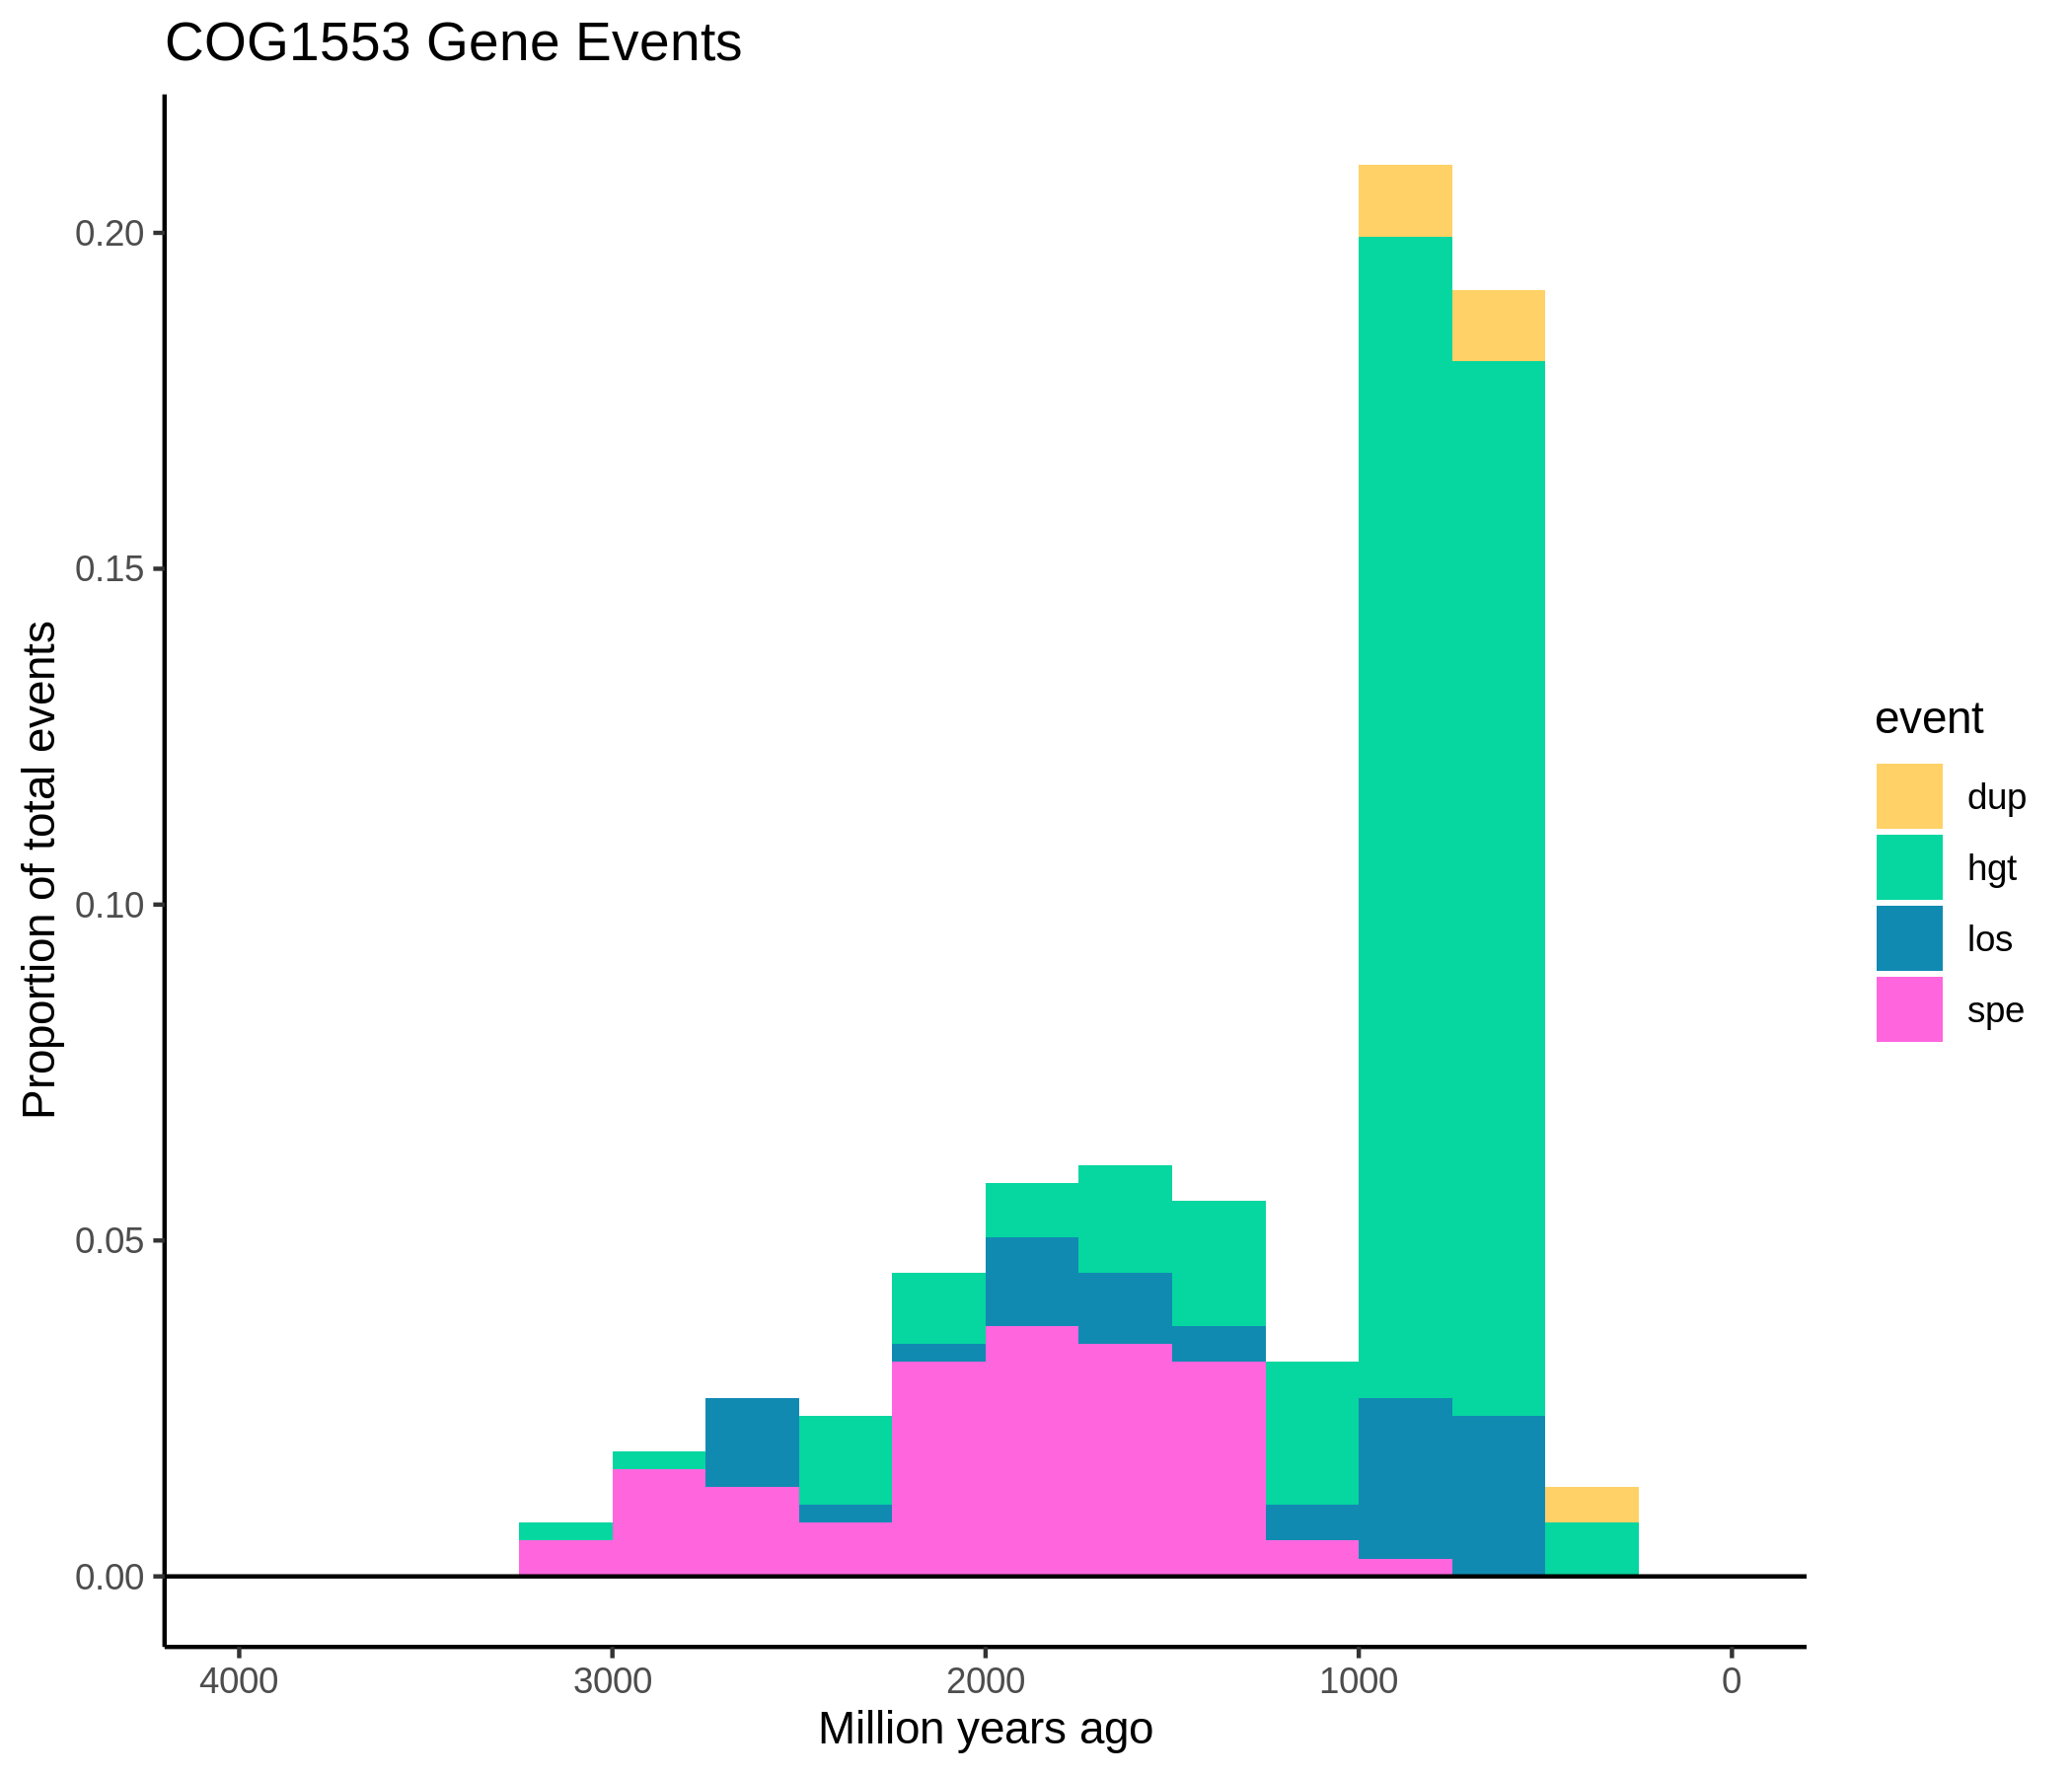 COG1553 Gene Events
Proportion of total events
0.20
0.15
0.10
0.05
0.00
4000 3000 2000 1000 0
Million years ago
event
dup
hgt
los
spe